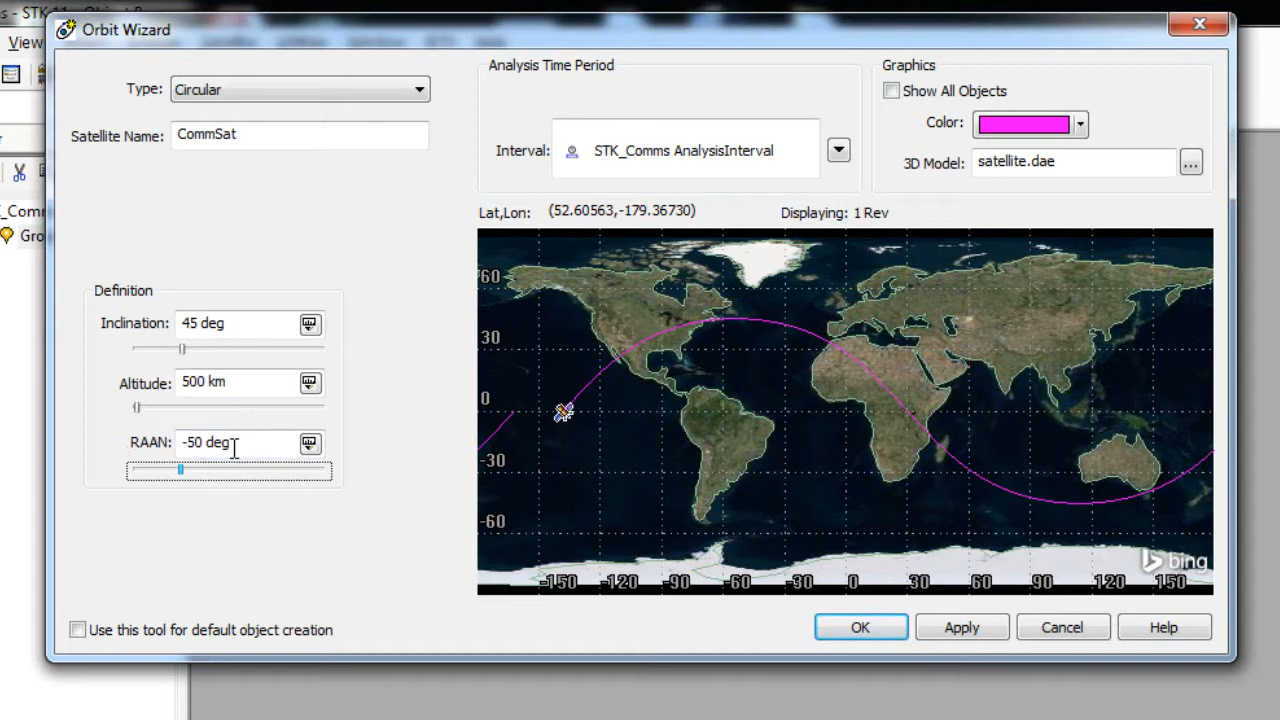 s - STK 11 - Object
Orbit Wizard
View
Type: Circular
Satellite Name: CommSat
Analysis Time Period
Interval: STK_Comms AnalysisInterval
Graphics
Show All Objects
Color:
3D Model: satellite.dae ...
Lat,Lon: (52.60563,-179.36730) Displaying: 1 Rev
_Comm
Gro
Definition
Inclination: 45 deg
Altitude: 500 km
RAAN: -50 deg
60
30
0
-30
-60
-150 -120 -90 -60 -30 0 30 60 90 120 150
bing
Use this tool for default object creation
OK Apply Cancel Help